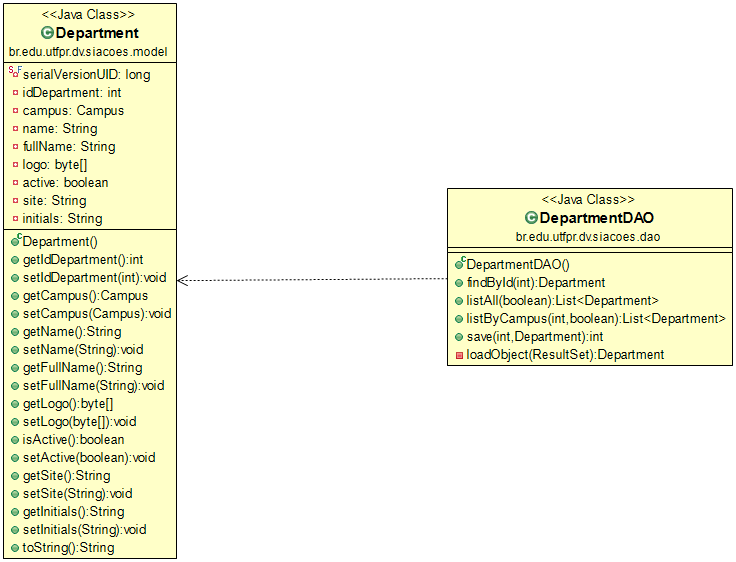 <<Java Class>>
Department
br.edu.utfpr.dv.siacoes.model
serialVersionUID: long
idDepartment: int
campus: Campus
name: String
fullName: String
logo: byte[]
active: boolean
site: String
initials: String
Department()
getIdDepartment():int
setIdDepartment(int):void
getCampus():Campus
setCampus(Campus):void
getName():String
setName(String):void
getFullName():String
setFullName(String):void
getLogo():byte[]
setLogo(byte[]):void
isActive():boolean
setActive(boolean):void
getSite():String
setSite(String):void
getInitials():String
setInitials(String):void
toString():String
<<Java Class>>
DepartmentDAO
br.edu.utfpr.dv.siacoes.dao
DepartmentDAO()
findById(int):Department
listAll(boolean):List<Department>
listByCampus(int,boolean):List<Department>
save(int,Department):int
loadObject(ResultSet):Department